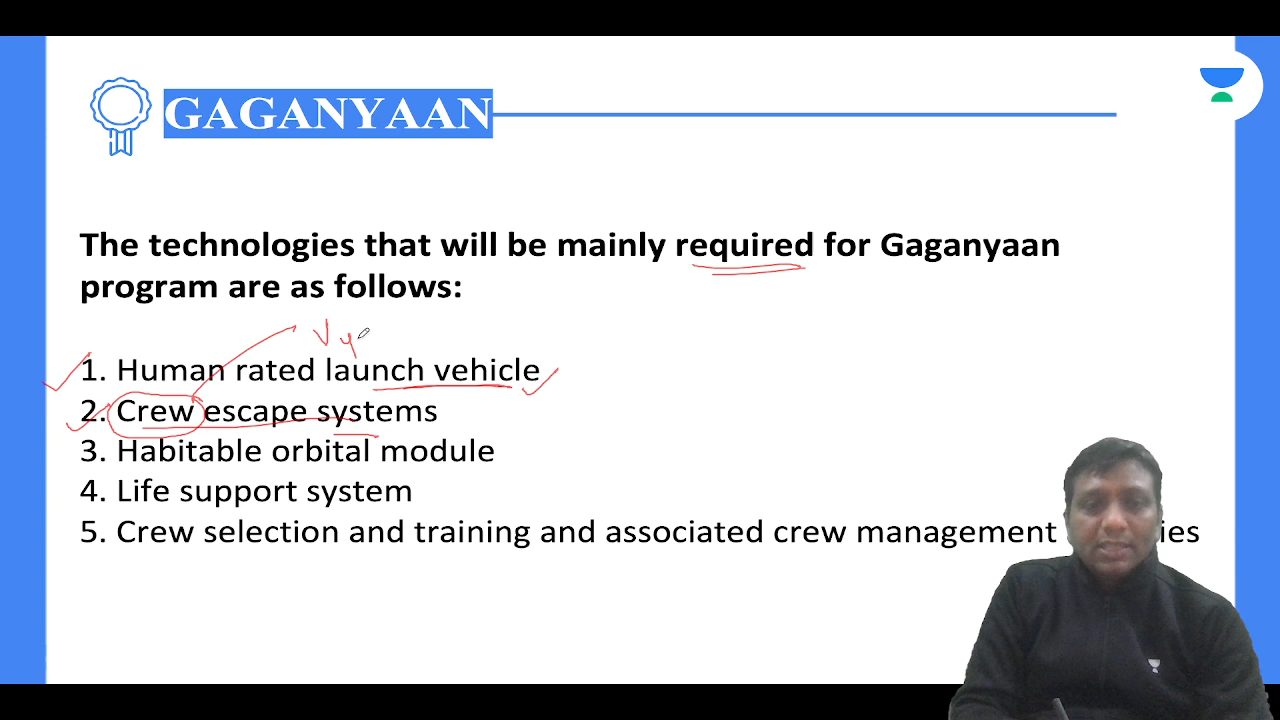 GAGANYAAN
The technologies that will be mainly required for Gaganyaan
program are as follows:
Vy
1. Human rated launch vehicle
2. Crew escape systems
3. Habitable orbital module
4. Life support system
5. Crew selection and training and associated crew management